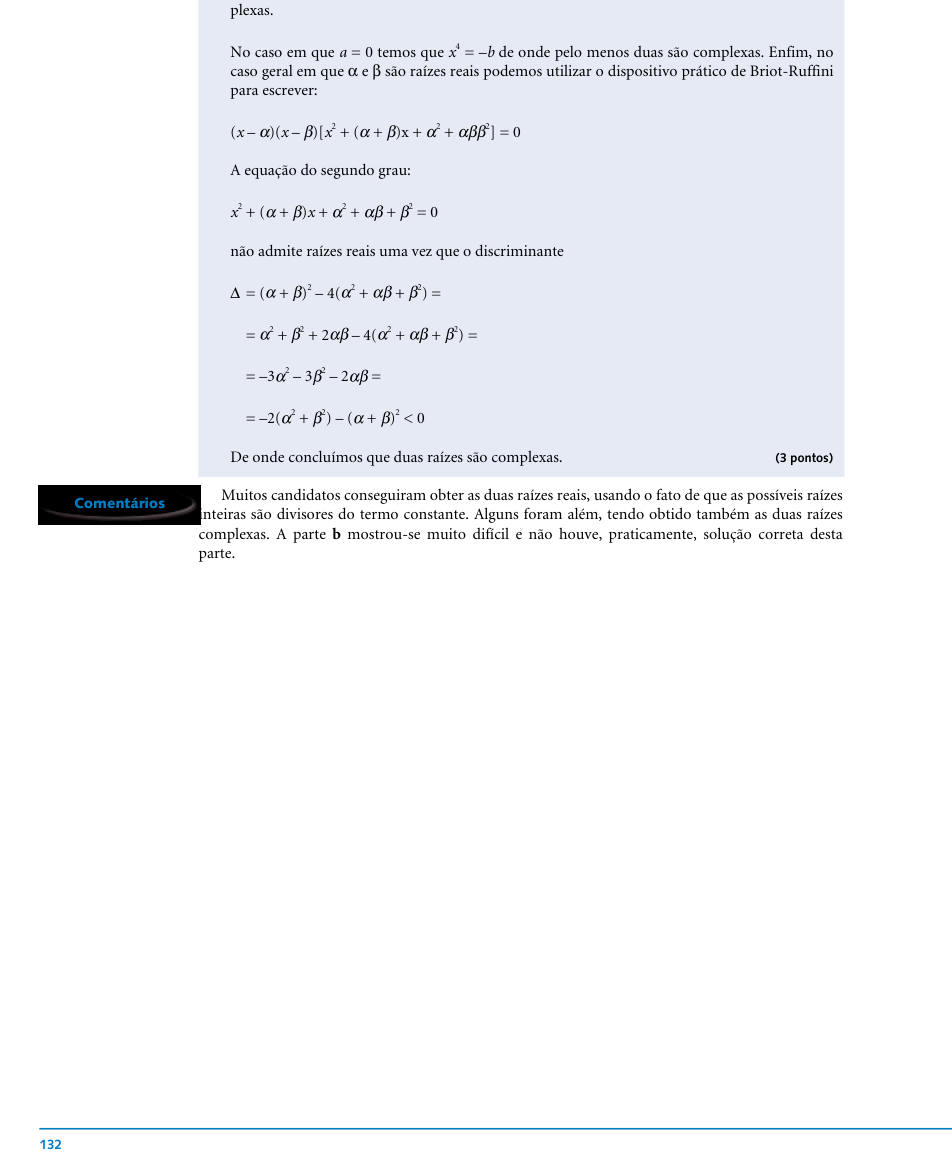 plexas.
No caso em que a = 0 temos que x⁴ = –b de onde pelo menos duas são complexas. Enfim, no
caso geral em que α e β são raízes reais podemos utilizar o dispositivo prático de Briot-Ruffini
para escrever:
(x – α)(x – β)[x² + (α + β)x + α² + αββ²] = 0
A equação do segundo grau:
x² + (α + β)x + α² + αβ + β² = 0
não admite raízes reais uma vez que o discriminante
Δ = (α + β)² – 4(α² + αβ + β²) =
= α² + β² + 2αβ – 4(α² + αβ + β²) =
= –3α² – 3β² – 2αβ =
= –2(α² + β²) – (α + β)² < 0
De onde concluímos que duas raízes são complexas. (3 pontos)
Comentários
Muitos candidatos conseguiram obter as duas raízes reais, usando o fato de que as possíveis raízes
inteiras são divisores do termo constante. Alguns foram além, tendo obtido também as duas raízes
complexas. A parte b mostrou-se muito difícil e não houve, praticamente, solução correta desta
parte.
132